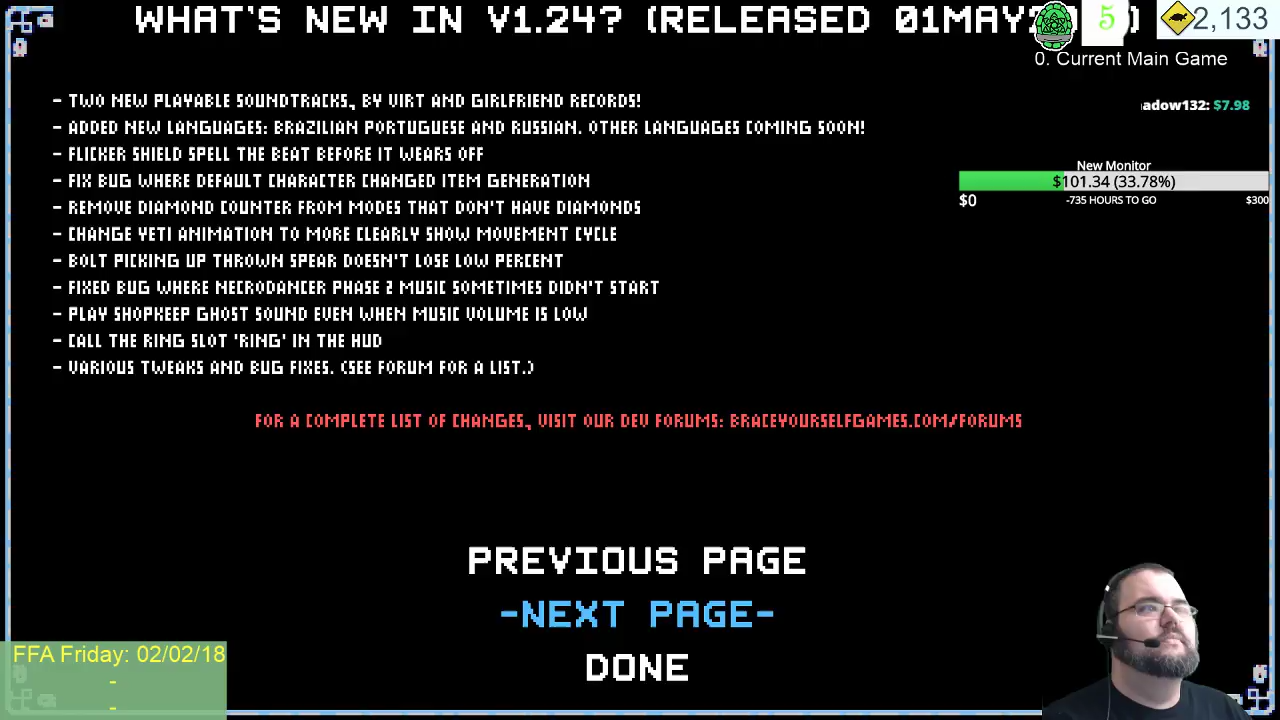 WHAT'S NEW IN V1.24? (RELEASED 01MAY )
5
2,133
0. Current Main Game
adow132: $7.98
- TWO NEW PLAYABLE SOUNDTRACKS, BY VIRT AND GIRLFRIEND RECORDS!
- ADDED NEW LANGUAGES: BRAZILIAN PORTUGUESE AND RUSSIAN. OTHER LANGUAGES COMING SOON!
- FLICKER SHIELD SPELL THE BEAT BEFORE IT WEARS OFF
- FIX BUG WHERE DEFAULT CHARACTER CHANGED ITEM GENERATION
- REMOVE DIAMOND COUNTER FROM MODES THAT DON'T HAVE DIAMONDS
- CHANGE YETI ANIMATION TO MORE CLEARLY SHOW MOVEMENT CYCLE
- BOLT PICKING UP THROWN SPEAR DOESN'T LOSE LOW PERCENT
- FIXED BUG WHERE NECRODANCER PHASE 2 MUSIC SOMETIMES DIDN'T START
- PLAY SHOPKEEP GHOST SOUND EVEN WHEN MUSIC VOLUME IS LOW
- CALL THE RING SLOT 'RING' IN THE HUD
- VARIOUS TWEAKS AND BUG FIXES. (SEE FORUM FOR A LIST.)
New Monitor
$101.34 (33.78%)
$0 -735 HOURS TO GO $300
FOR A COMPLETE LIST OF CHANGES, VISIT OUR DEV FORUMS: BRACEYOURSELFGAMES.COM/FORUMS
PREVIOUS PAGE
-NEXT PAGE-
DONE
FFA Friday: 02/02/18
-
-